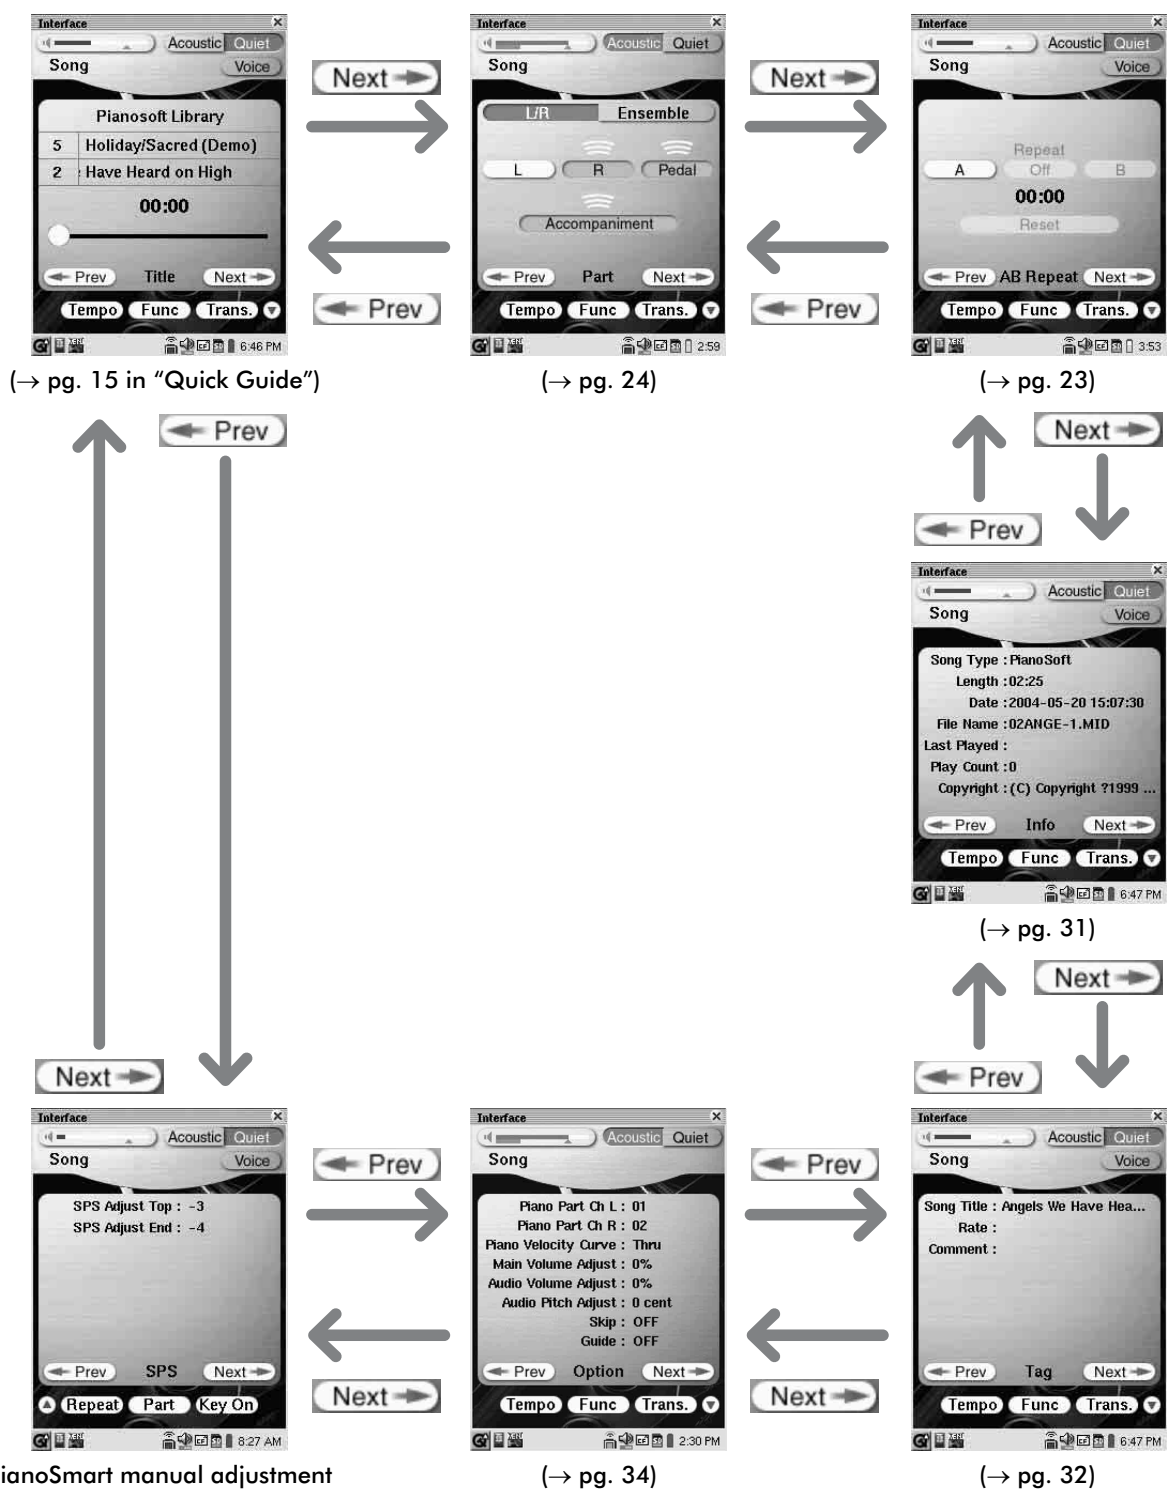 Interface
Acoustic Quiet
Song
Voice
Pianosoft Library
5 Holiday/Sacred (Demo)
2 : Have Heard on High
00:00
Prev Title Next
Tempo Func Trans.
6:46 PM
(→ pg. 15 in “Quick Guide”)
Next
Prev
Interface
Acoustic Quiet
Song
L/R Ensemble
L R Pedal
Accompaniment
Prev Part Next
Tempo Func Trans.
2:59
(→ pg. 24)
Next
Prev
Interface
Acoustic Quiet
Song
Voice
Repeat
A Off B
00:00
Reset
Prev AB Repeat Next
Tempo Func Trans.
3:53
(→ pg. 23)
Prev
Next
Prev
Interface
Acoustic Quiet
Song
Voice
Song Type : PianoSoft
Length : 02:25
Date : 2004-05-20 15:07:30
File Name : 02ANGE-1.MID
Last Played :
Play Count : 0
Copyright : (C) Copyright ?1999 ...
Prev Info Next
Tempo Func Trans.
6:47 PM
(→ pg. 31)
Next
Prev
Next
Interface
Acoustic Quiet
Song
Voice
SPS Adjust Top : -3
SPS Adjust End : -4
Prev SPS Next
Repeat Part Key On
8:27 AM
ianoSmart manual adjustment
Prev
Next
Interface
Acoustic Quiet
Song
Piano Part Ch L : 01
Piano Part Ch R : 02
Piano Velocity Curve : Thru
Main Volume Adjust : 0%
Audio Volume Adjust : 0%
Audio Pitch Adjust : 0 cent
Skip : OFF
Guide : OFF
Prev Option Next
Tempo Func Trans.
2:30 PM
(→ pg. 34)
Prev
Next
Interface
Acoustic Quiet
Song
Voice
Song Title : Angels We Have Hea...
Rate :
Comment :
Prev Tag Next
Tempo Func Trans.
6:47 PM
(→ pg. 32)